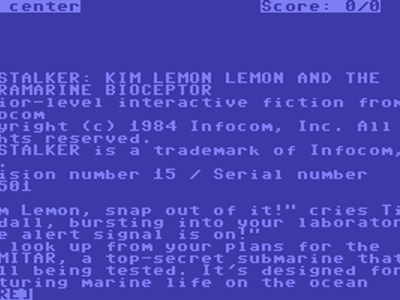 center Score: 0/0
STALKER: KIM LEMON LEMON AND THE
RAMARINE BIOCEPTOR
ior-level interactive fiction from
ocom
yright (c) 1984 Infocom, Inc. All
hts reserved.
STALKER is a trademark of Infocom,
.
ision number 15 / Serial number
501
m Lemon, snap out of it!" cries Ti
dall, bursting into your laborator
e alert signal is on!"
look up from your plans for the
MITAR, a top-secret submarine that
ll being tested. It's designed for
turing marine life on the ocean
RE]